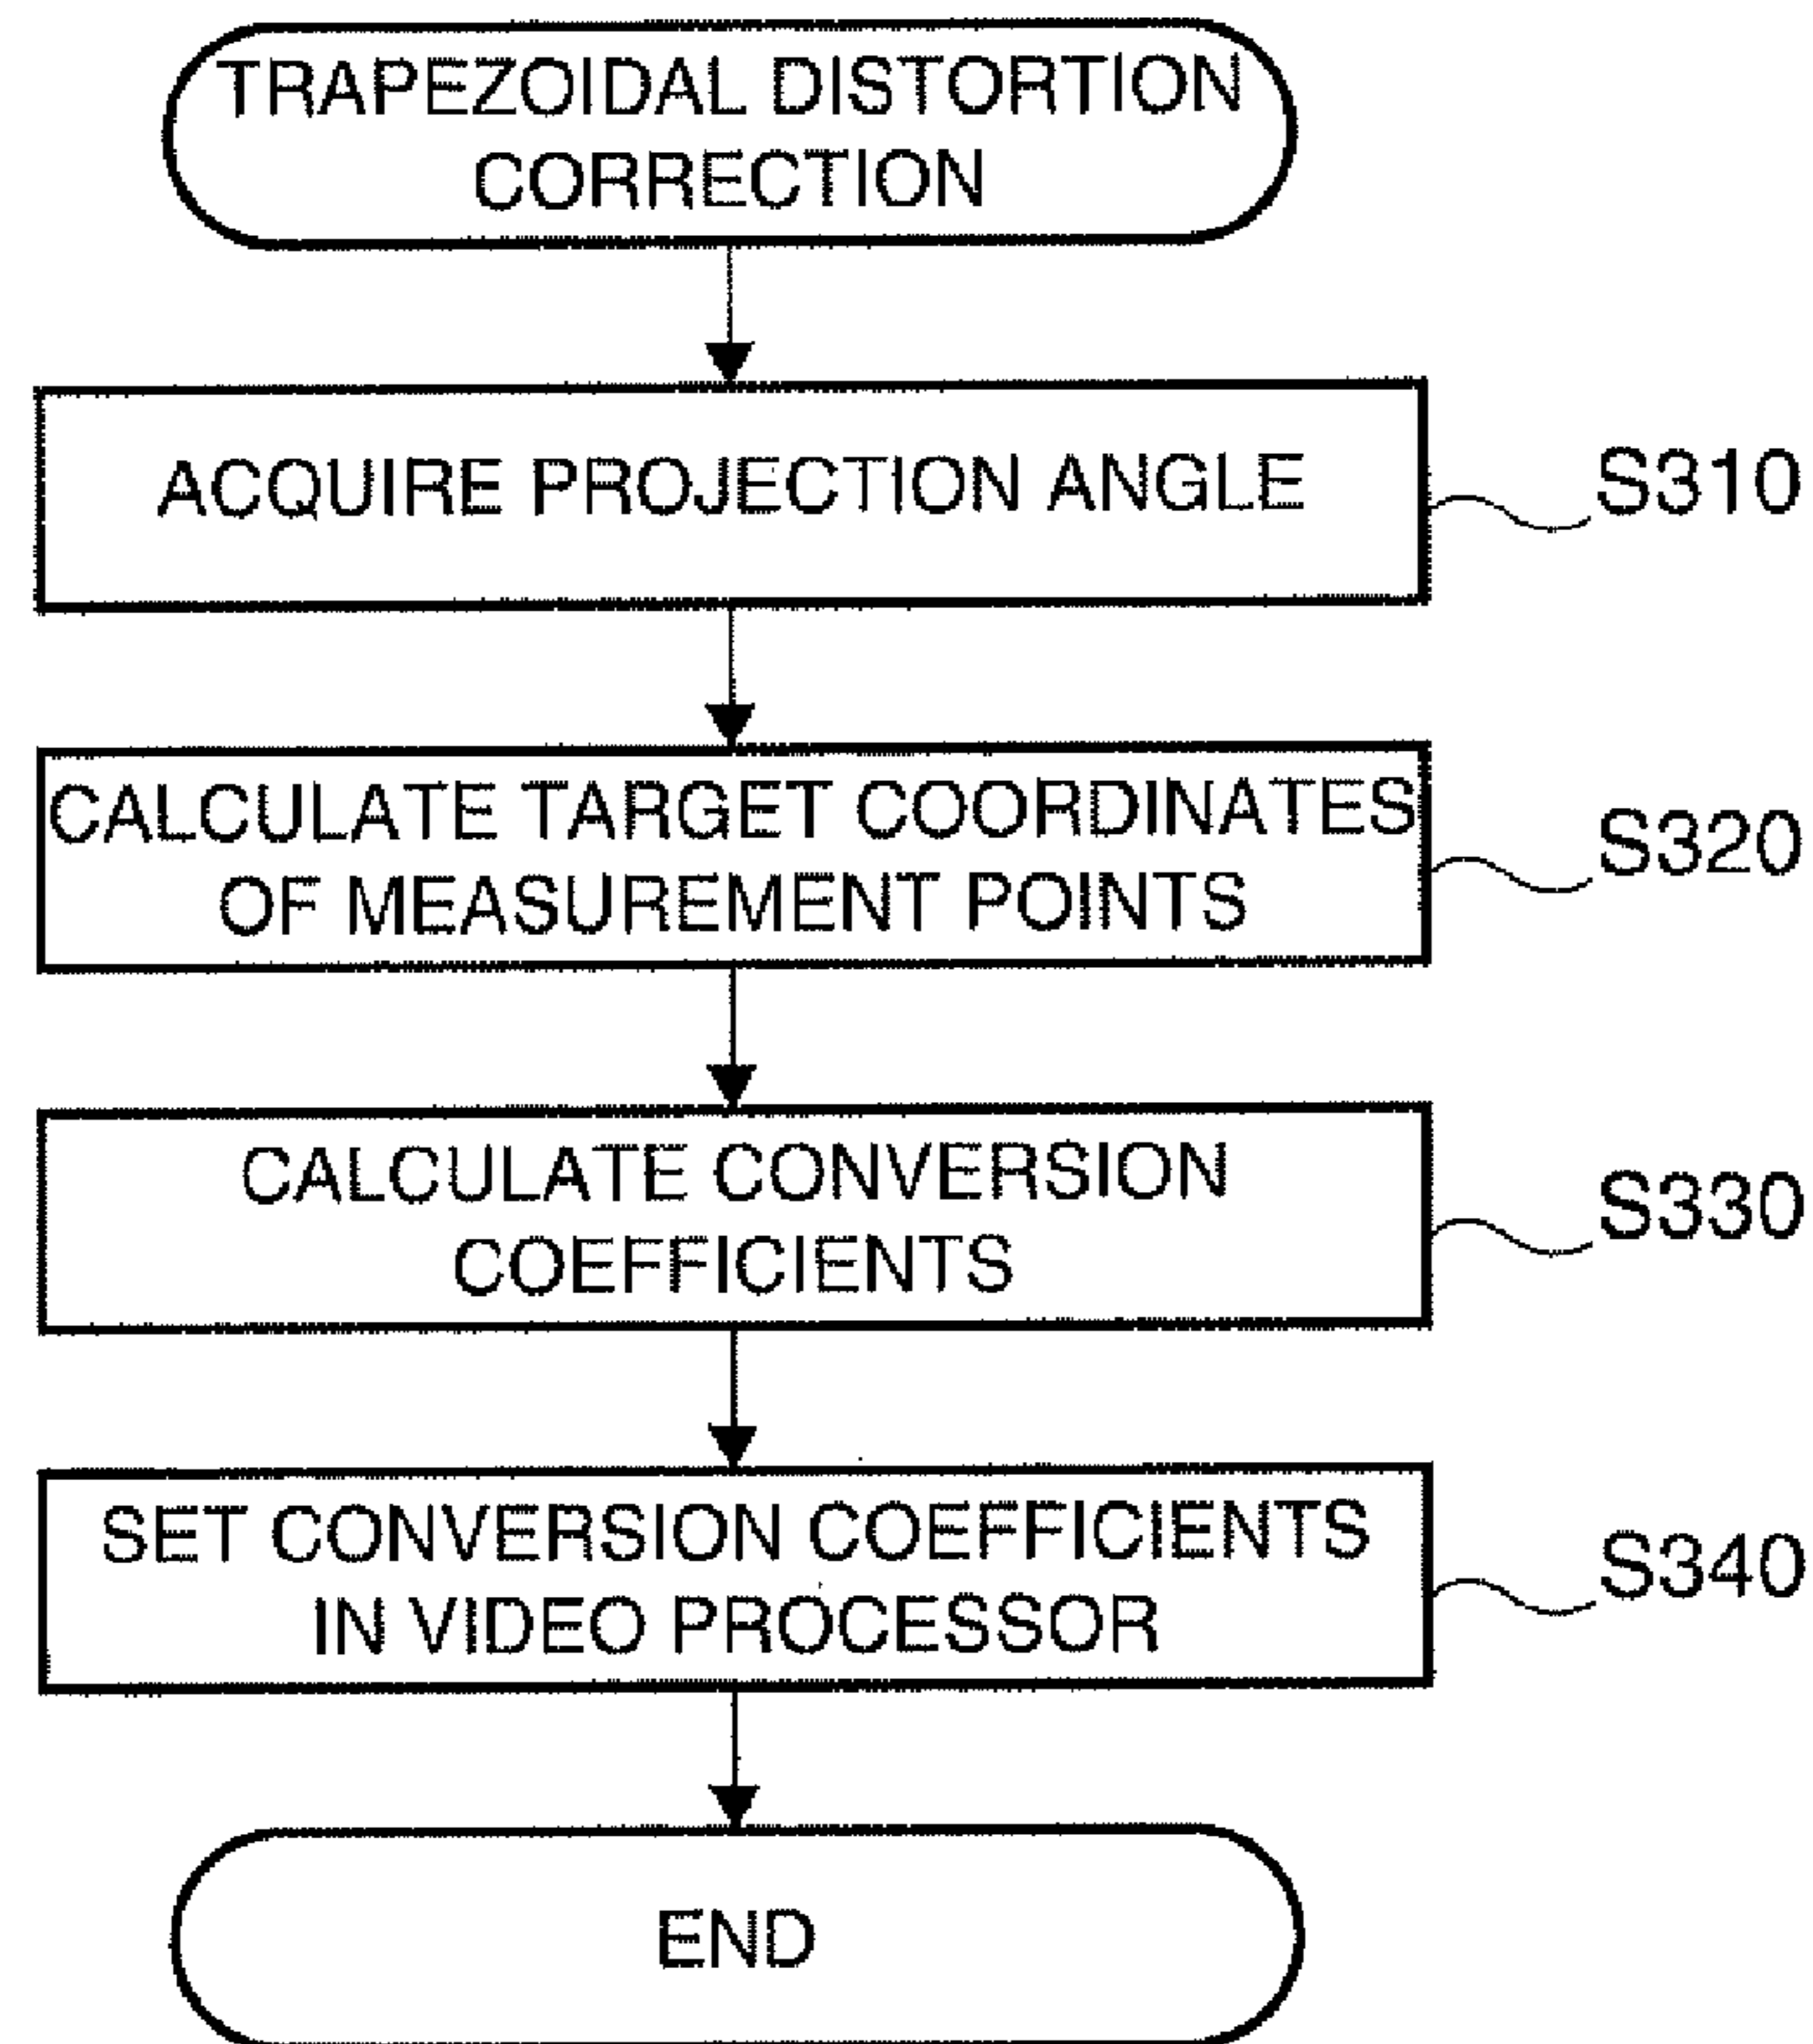 TRAPEZOIDAL DISTORTION
CORRECTION
ACQUIRE PROJECTION ANGLE
S310
CALCULATE TARGET COORDINATES
OF MEASUREMENT POINTS
S320
CALCULATE CONVERSION
COEFFICIENTS
S330
SET CONVERSION COEFFICIENTS
IN VIDEO PROCESSOR
S340
END